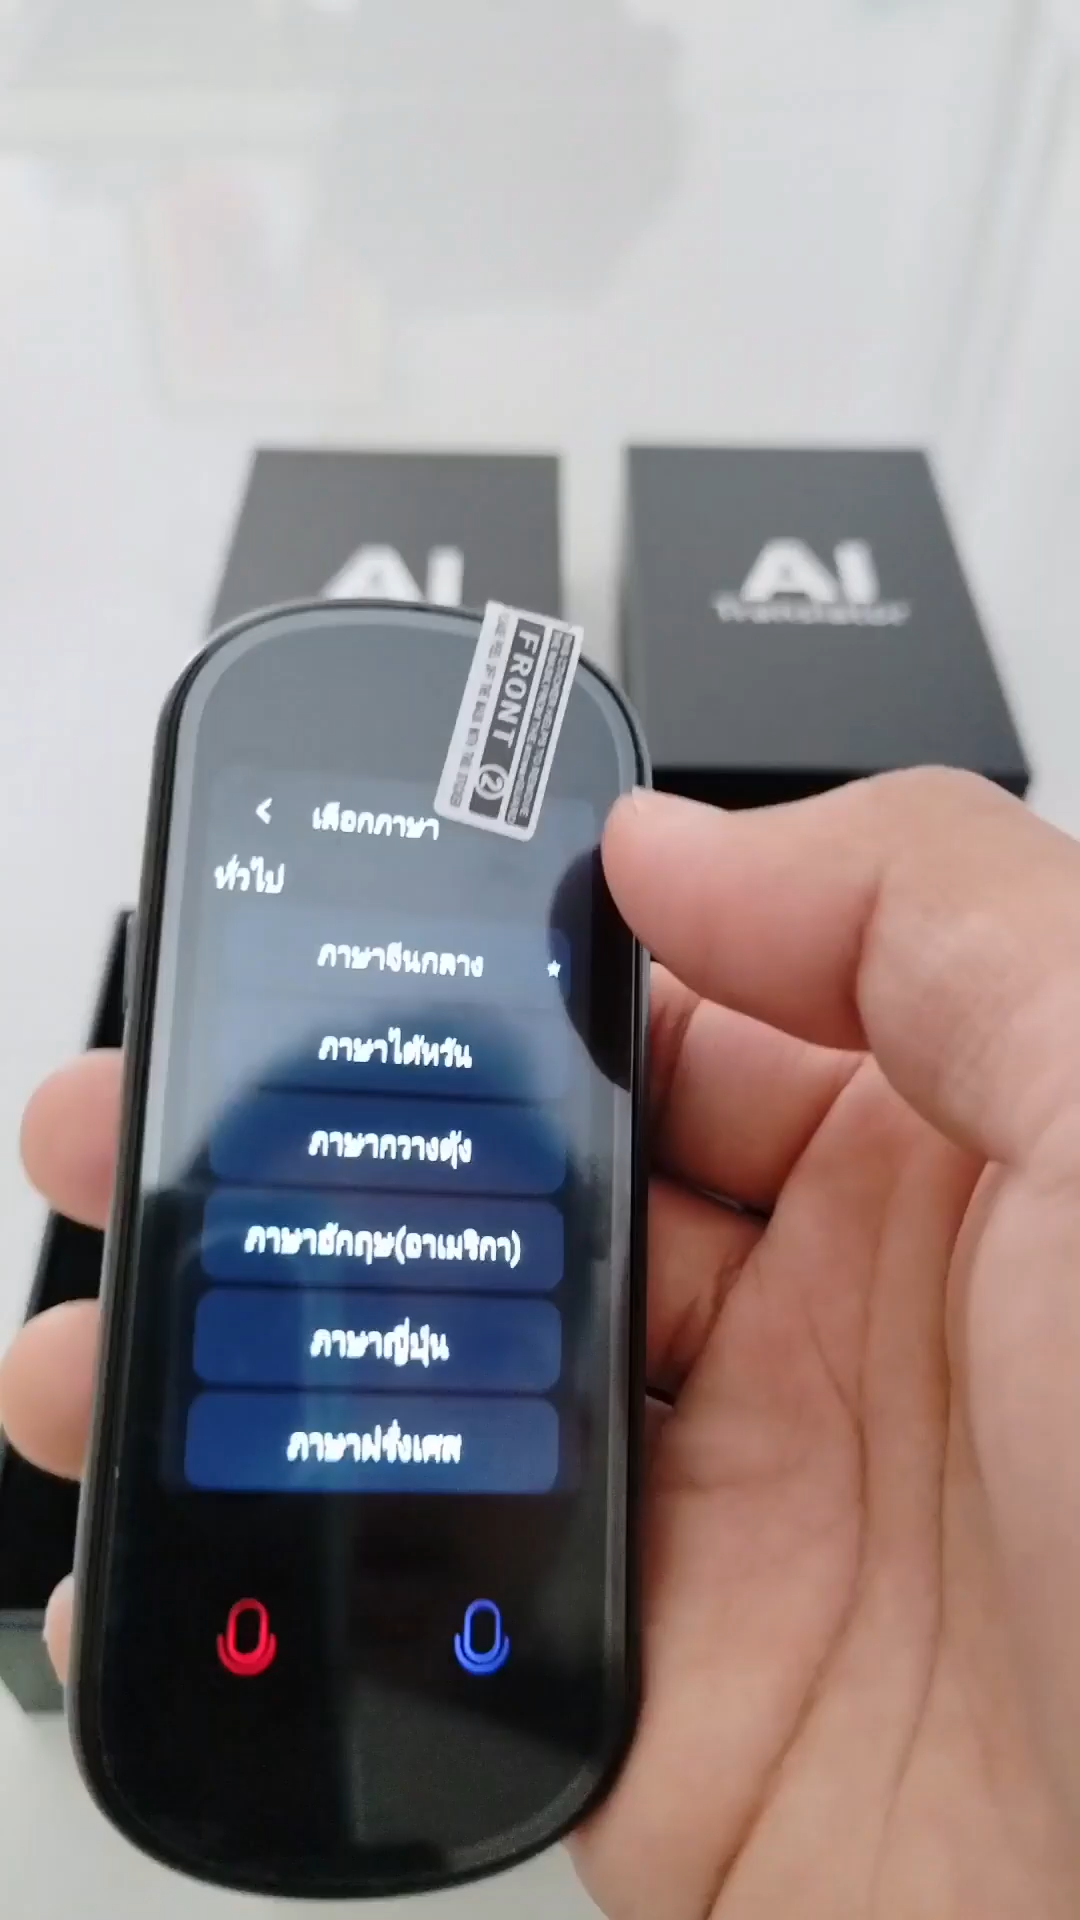 AI
AI
Translator
FRONT ②
เลือกภาษา
ทั่วไป
ภาษาจีนกลาง
ภาษาไต้หวัน
ภาษากวางตุ้ง
ภาษาอังกฤษ(อาเมริกา)
ภาษาญี่ปุ่น
ภาษาฝรั่งเศส